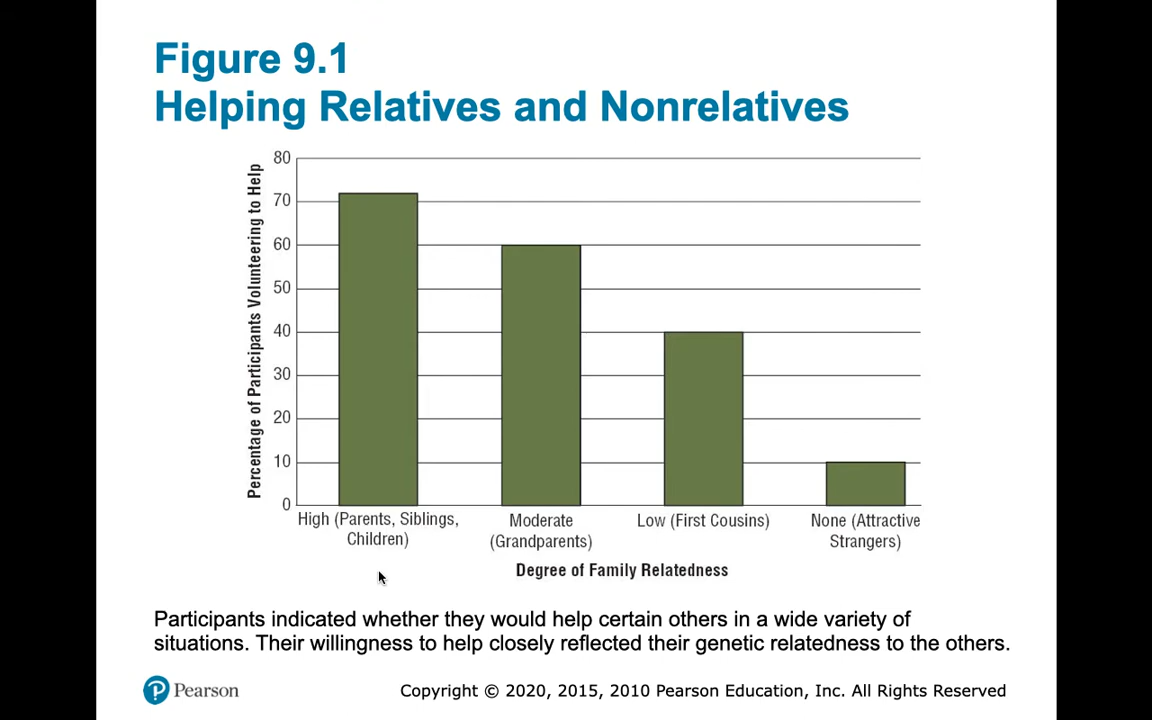 Figure 9.1
Helping Relatives and Nonrelatives
Percentage of Participants Volunteering to Help
80
70
60
50
40
30
20
10
0
High (Parents, Siblings,
Children)
Moderate
(Grandparents)
Low (First Cousins)
None (Attractive
Strangers)
Degree of Family Relatedness
Participants indicated whether they would help certain others in a wide variety of
situations. Their willingness to help closely reflected their genetic relatedness to the others.
P Pearson
Copyright © 2020, 2015, 2010 Pearson Education, Inc. All Rights Reserved